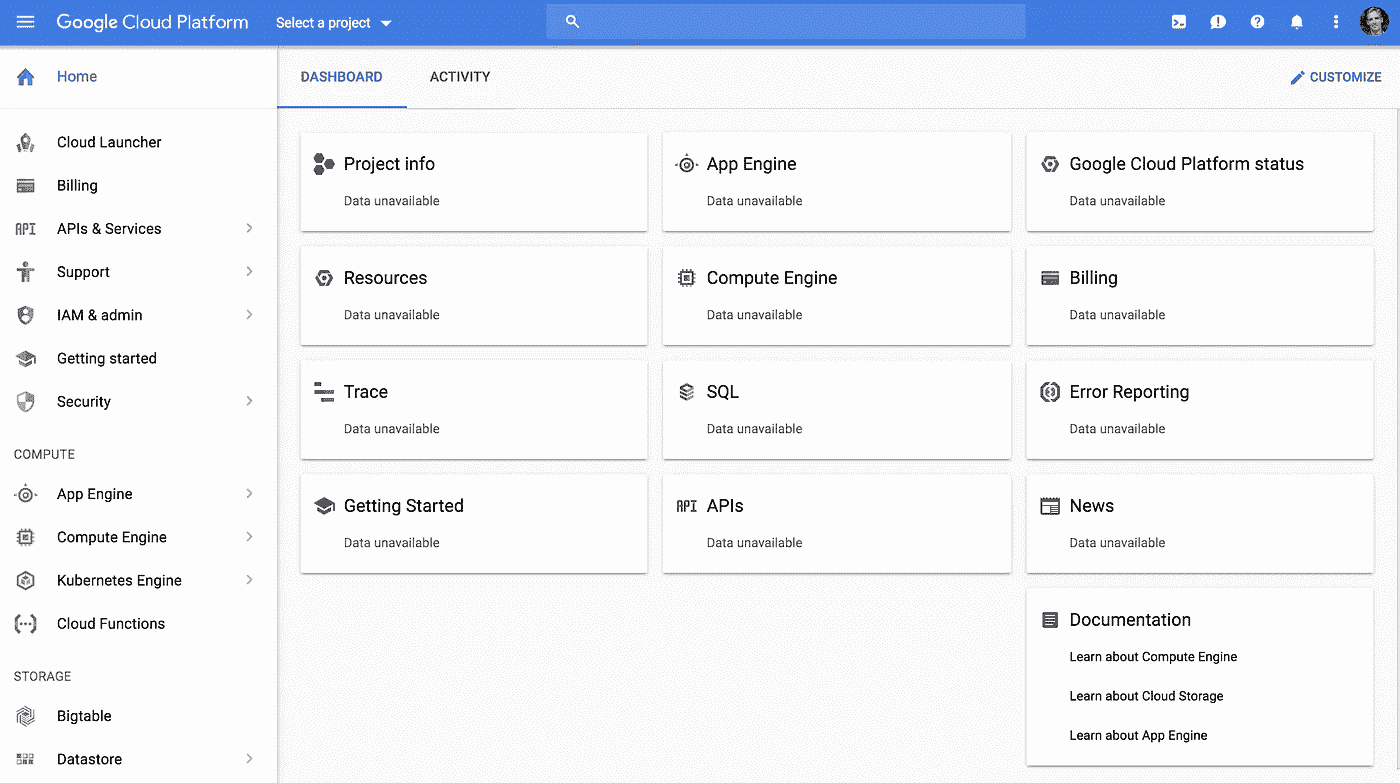 Google Cloud Platform
Select a project
Home
Cloud Launcher
Billing
API
APIs & Services
Support
IAM & admin
Getting started
Security
COMPUTE
App Engine
Compute Engine
Kubernetes Engine
Cloud Functions
STORAGE
Bigtable
Datastore
DASHBOARD
ACTIVITY
CUSTOMIZE
Project info
Data unavailable
App Engine
Data unavailable
Google Cloud Platform status
Data unavailable
Resources
Data unavailable
Compute Engine
Data unavailable
Billing
Data unavailable
Trace
Data unavailable
SQL
Data unavailable
Error Reporting
Data unavailable
Getting Started
Data unavailable
API
APIs
Data unavailable
News
Data unavailable
Documentation
Learn about Compute Engine
Learn about Cloud Storage
Learn about App Engine